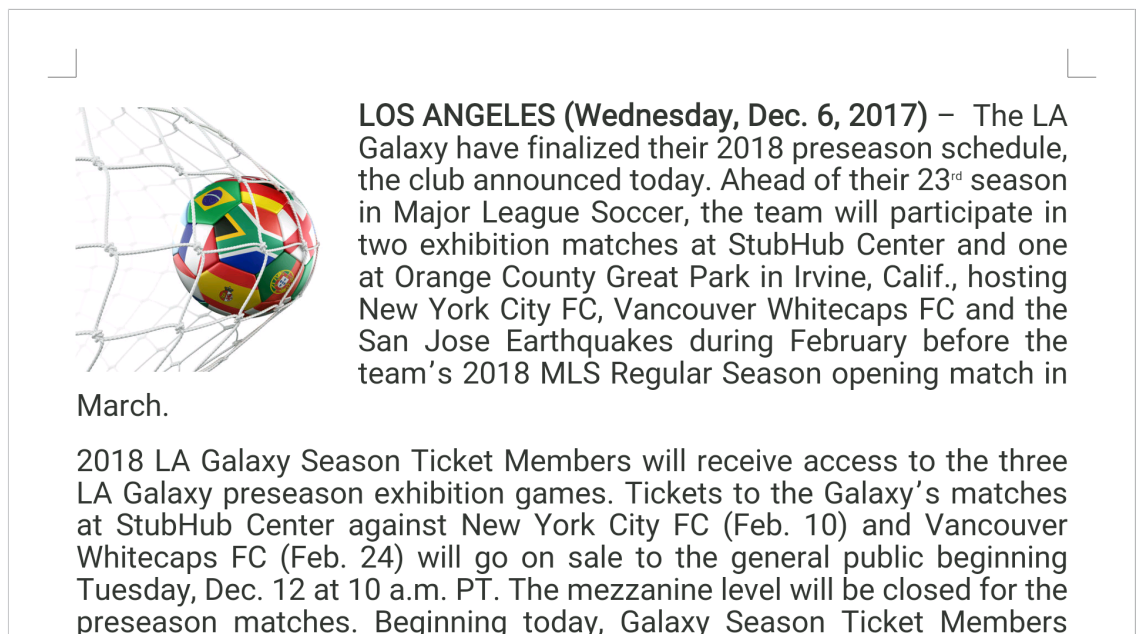 LOS ANGELES (Wednesday, Dec. 6, 2017) – The LA
Galaxy have finalized their 2018 preseason schedule,
the club announced today. Ahead of their 23rd season
in Major League Soccer, the team will participate in
two exhibition matches at StubHub Center and one
at Orange County Great Park in Irvine, Calif., hosting
New York City FC, Vancouver Whitecaps FC and the
San Jose Earthquakes during February before the
team’s 2018 MLS Regular Season opening match in
March.
2018 LA Galaxy Season Ticket Members will receive access to the three
LA Galaxy preseason exhibition games. Tickets to the Galaxy’s matches
at StubHub Center against New York City FC (Feb. 10) and Vancouver
Whitecaps FC (Feb. 24) will go on sale to the general public beginning
Tuesday, Dec. 12 at 10 a.m. PT. The mezzanine level will be closed for the
preseason matches. Beginning today, Galaxy Season Ticket Members